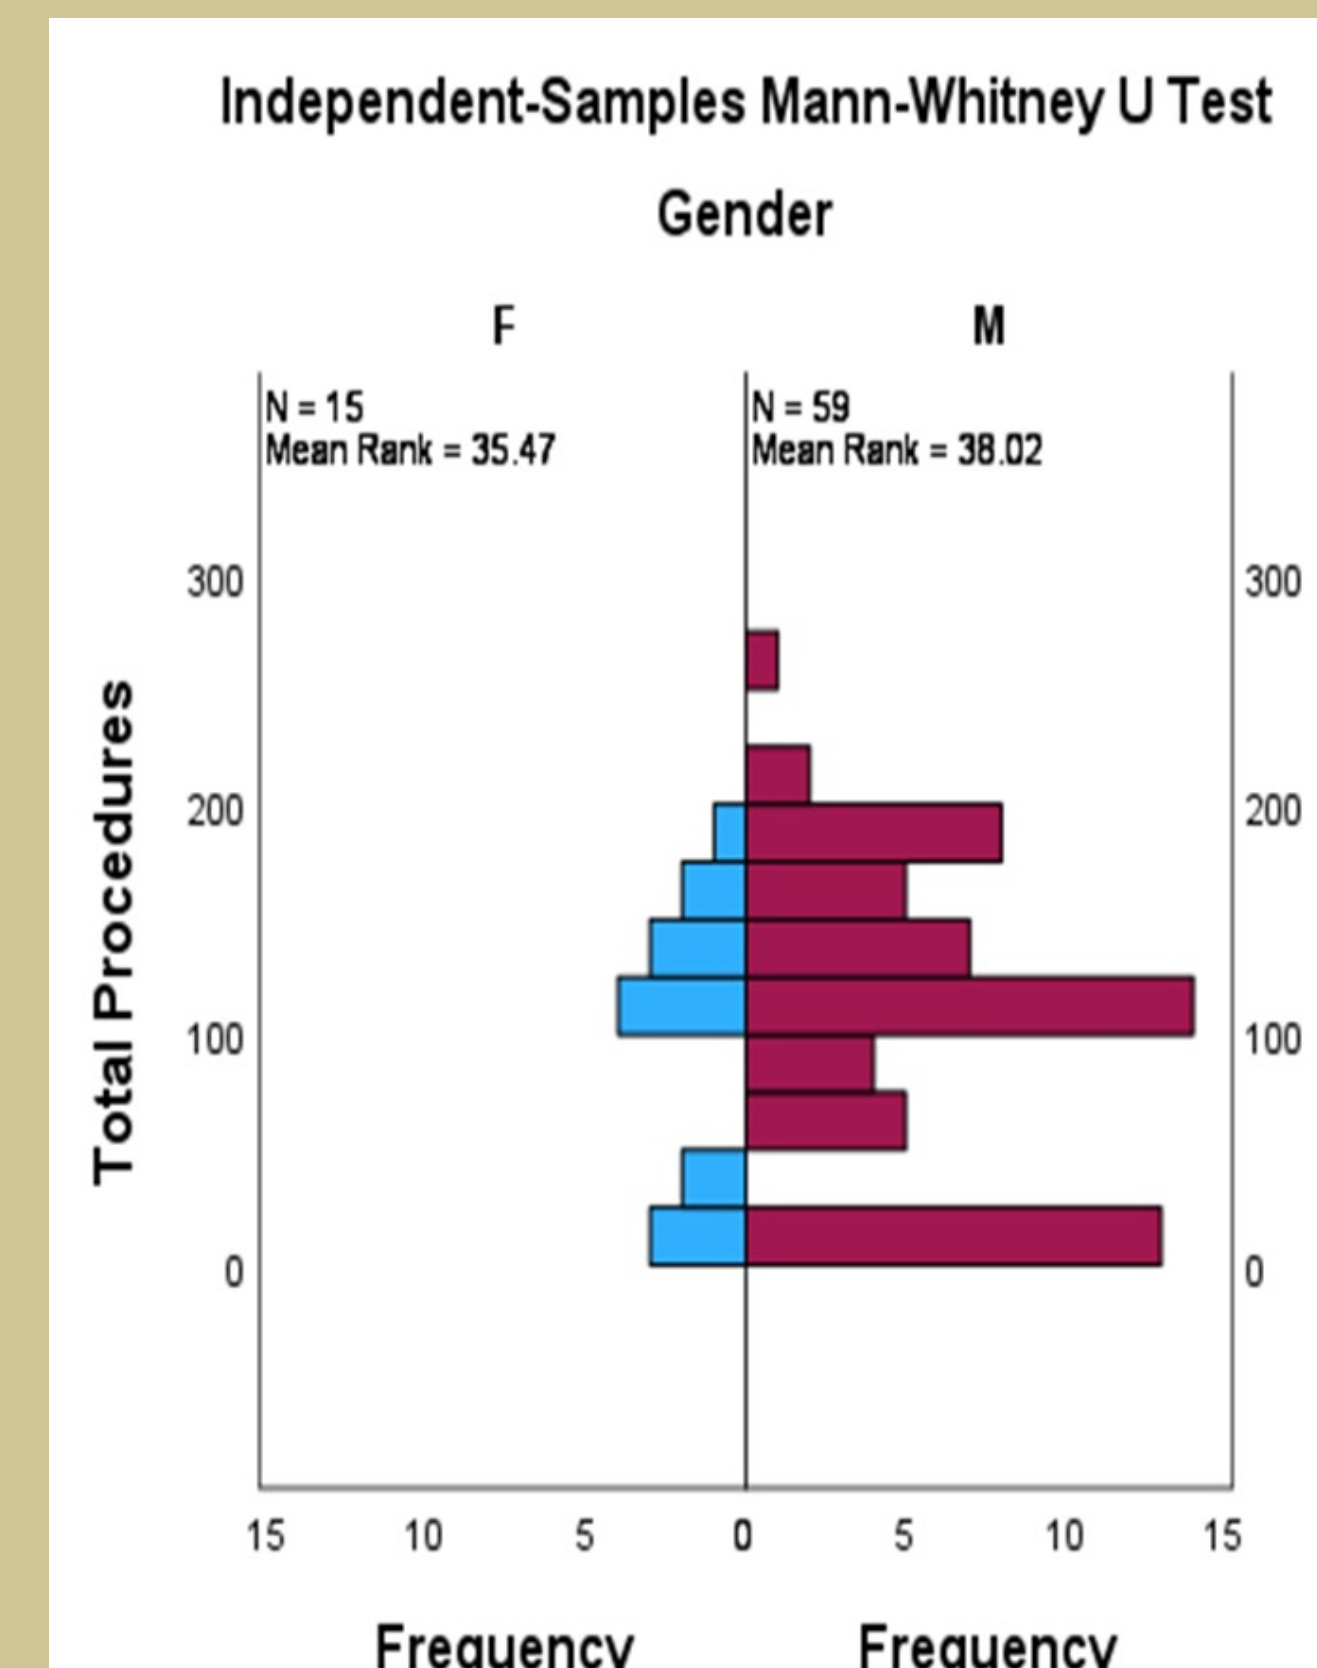 Independent-Samples Mann-Whitney U Test
Gender
F M
N = 15 N = 59
Mean Rank = 35.47 Mean Rank = 38.02
300 300
200 200
100 100
0 0
Total Procedures
15 10 5 0 5 10 15
Frequency Frequency